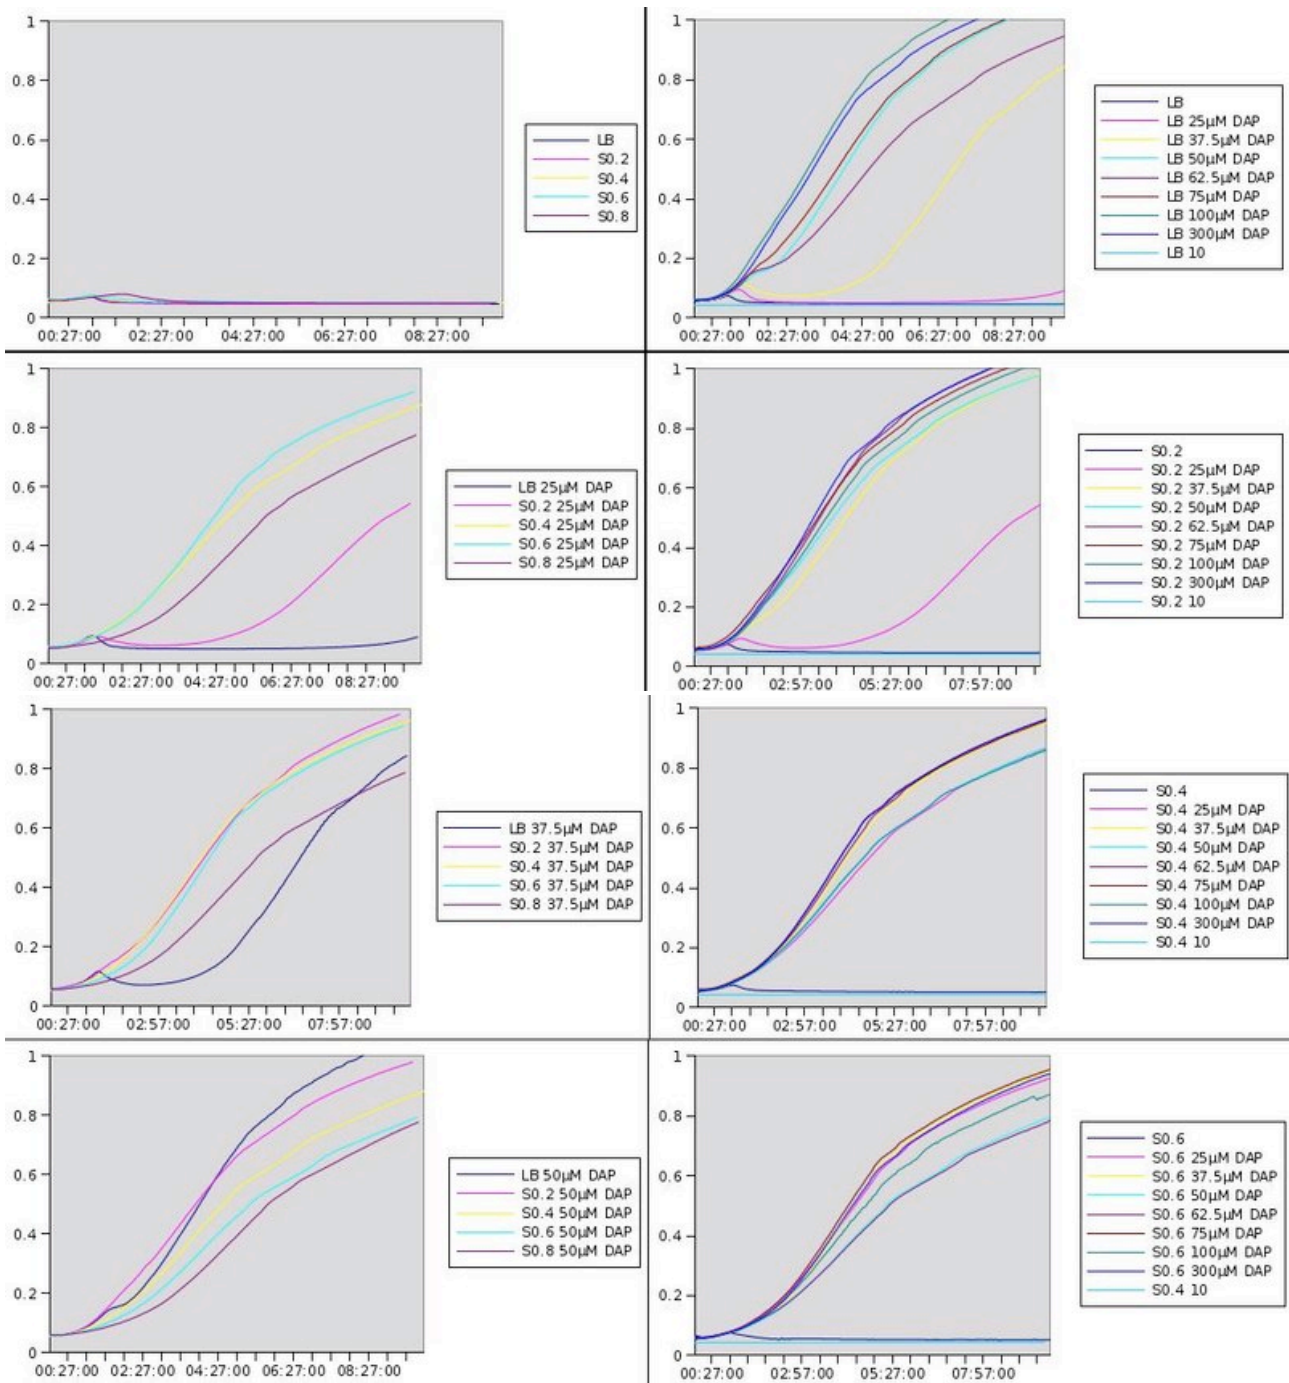 1
0.8
0.6
0.4
0.2
0
00:27:00 02:27:00 04:27:00 06:27:00 08:27:00
LB
S0.2
S0.4
S0.6
S0.8
1
0.8
0.6
0.4
0.2
0
00:27:00 02:27:00 04:27:00 06:27:00 08:27:00
LB
LB 25µM DAP
LB 37.5µM DAP
LB 50µM DAP
LB 62.5µM DAP
LB 75µM DAP
LB 100µM DAP
LB 300µM DAP
LB 10
1
0.8
0.6
0.4
0.2
0
00:27:00 02:27:00 04:27:00 06:27:00 08:27:00
LB 25µM DAP
S0.2 25µM DAP
S0.4 25µM DAP
S0.6 25µM DAP
S0.8 25µM DAP
1
0.8
0.6
0.4
0.2
0
00:27:00 02:57:00 05:27:00 07:57:00
S0.2
S0.2 25µM DAP
S0.2 37.5µM DAP
S0.2 50µM DAP
S0.2 62.5µM DAP
S0.2 75µM DAP
S0.2 100µM DAP
S0.2 300µM DAP
S0.2 10
1
0.8
0.6
0.4
0.2
0
00:27:00 02:57:00 05:27:00 07:57:00
LB 37.5µM DAP
S0.2 37.5µM DAP
S0.4 37.5µM DAP
S0.6 37.5µM DAP
S0.8 37.5µM DAP
1
0.8
0.6
0.4
0.2
0
00:27:00 02:57:00 05:27:00 07:57:00
S0.4
S0.4 25µM DAP
S0.4 37.5µM DAP
S0.4 50µM DAP
S0.4 62.5µM DAP
S0.4 75µM DAP
S0.4 100µM DAP
S0.4 300µM DAP
S0.4 10
1
0.8
0.6
0.4
0.2
0
00:27:00 02:27:00 04:27:00 06:27:00 08:27:00
LB 50µM DAP
S0.2 50µM DAP
S0.4 50µM DAP
S0.6 50µM DAP
S0.8 50µM DAP
1
0.8
0.6
0.4
0.2
0
00:27:00 02:57:00 05:27:00 07:57:00
S0.6
S0.6 25µM DAP
S0.6 37.5µM DAP
S0.6 50µM DAP
S0.6 62.5µM DAP
S0.6 75µM DAP
S0.6 100µM DAP
S0.6 300µM DAP
S0.4 10